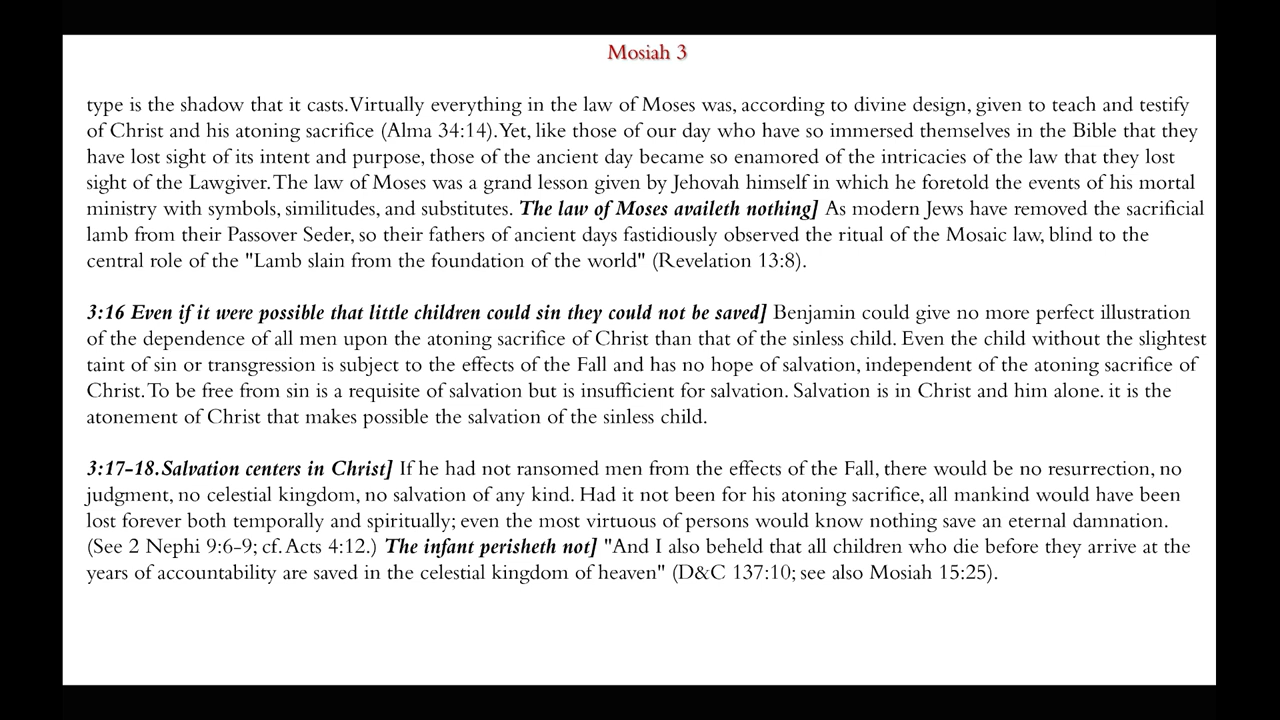 Mosiah 3
type is the shadow that it casts. Virtually everything in the law of Moses was, according to divine design, given to teach and testify
of Christ and his atoning sacrifice (Alma 34:14). Yet, like those of our day who have so immersed themselves in the Bible that they
have lost sight of its intent and purpose, those of the ancient day became so enamored of the intricacies of the law that they lost
sight of the Lawgiver. The law of Moses was a grand lesson given by Jehovah himself in which he foretold the events of his mortal
ministry with symbols, similitudes, and substitutes. The law of Moses availeth nothing] As modern Jews have removed the sacrificial
lamb from their Passover Seder, so their fathers of ancient days fastidiously observed the ritual of the Mosaic law, blind to the
central role of the "Lamb slain from the foundation of the world" (Revelation 13:8).
3:16 Even if it were possible that little children could sin they could not be saved] Benjamin could give no more perfect illustration
of the dependence of all men upon the atoning sacrifice of Christ than that of the sinless child. Even the child without the slightest
taint of sin or transgression is subject to the effects of the Fall and has no hope of salvation, independent of the atoning sacrifice of
Christ. To be free from sin is a requisite of salvation but is insufficient for salvation. Salvation is in Christ and him alone. it is the
atonement of Christ that makes possible the salvation of the sinless child.
3:17-18. Salvation centers in Christ] If he had not ransomed men from the effects of the Fall, there would be no resurrection, no
judgment, no celestial kingdom, no salvation of any kind. Had it not been for his atoning sacrifice, all mankind would have been
lost forever both temporally and spiritually; even the most virtuous of persons would know nothing save an eternal damnation.
(See 2 Nephi 9:6-9; cf. Acts 4:12.) The infant perisheth not] "And I also beheld that all children who die before they arrive at the
years of accountability are saved in the celestial kingdom of heaven" (D&C 137:10; see also Mosiah 15:25).